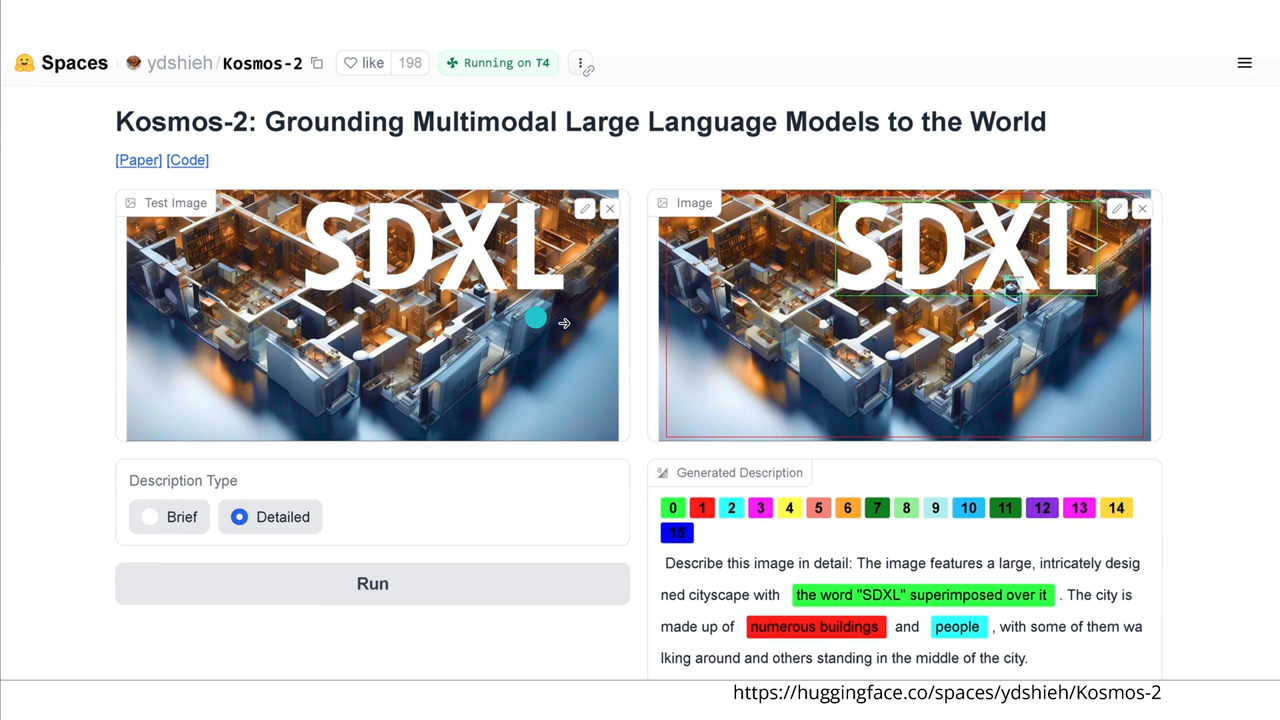 Spaces ydshieh/Kosmos-2 like 198 Running on T4
Kosmos-2: Grounding Multimodal Large Language Models to the World
[Paper] [Code]
Test Image
SDXL
Image
SDXL
Description Type
Brief Detailed
Run
Generated Description
0 1 2 3 4 5 6 7 8 9 10 11 12 13 14
15
Describe this image in detail: The image features a large, intricately desig
ned cityscape with the word "SDXL" superimposed over it . The city is
made up of numerous buildings and people , with some of them wa
lking around and others standing in the middle of the city.
https://huggingface.co/spaces/ydshieh/Kosmos-2